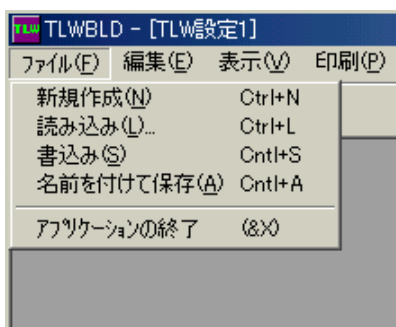 TLW TLWBLD - [TLW設定1]
ﾌｧｲﾙ(F) 編集(E) 表示(V) 印刷(P)
新規作成(N) Ctrl+N
読み込み(L)... Ctrl+L
書込み(S) Cntl+S
名前を付けて保存(A) Cntl+A
ｱﾌﾟﾘｹｰｼｮﾝの終了 (&X)